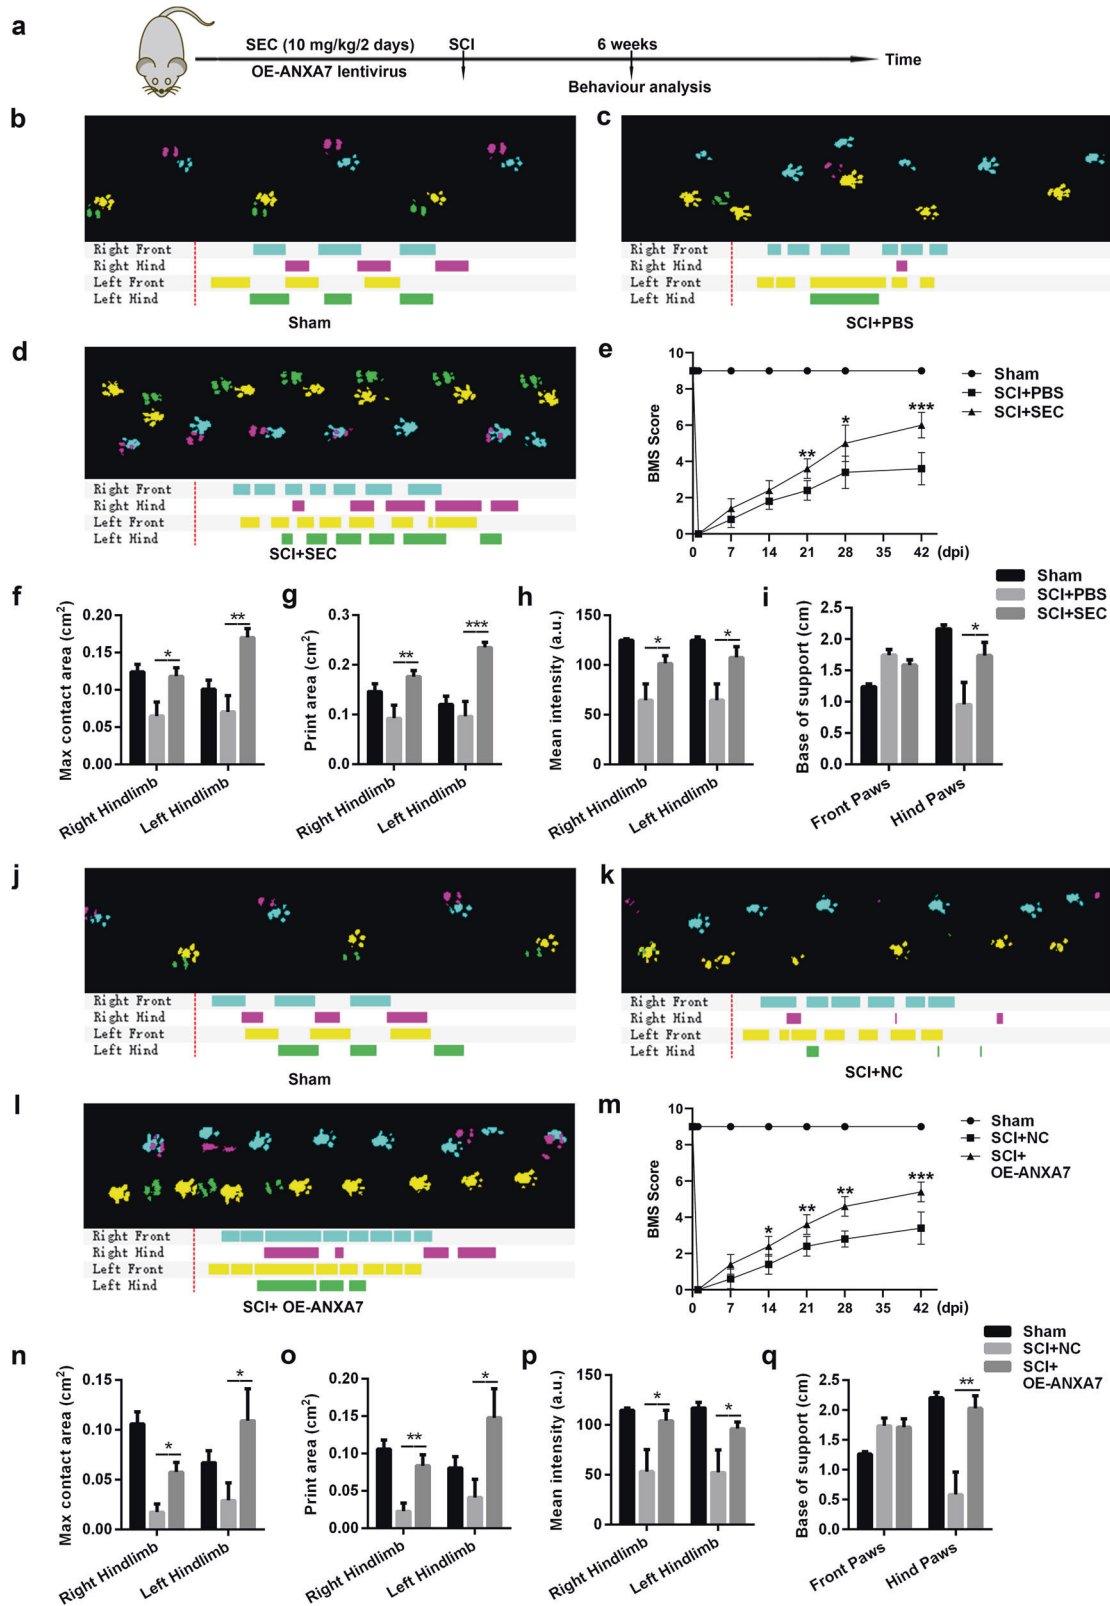 a
SEC (10 mg/kg/2 days)
SCI
6 weeks
Time
OE-ANXA7 lentivirus
Behaviour analysis
b
Right Front
Right Hind
Left Front
Left Hind
Sham
c
Right Front
Right Hind
Left Front
Left Hind
SCI+PBS
d
Right Front
Right Hind
Left Front
Left Hind
SCI+SEC
e
BMS Score
10
8
6
4
2
0
**
*
***
0 7 14 21 28 35 42 (dpi)
Sham
SCI+PBS
SCI+SEC
f
Max contact area (cm²)
0.20
0.15
0.10
0.05
0.00
*
**
Right Hindlimb
Left Hindlimb
g
Print area (cm²)
0.3
0.2
0.1
0.0
**
***
Right Hindlimb
Left Hindlimb
h
Mean intensity (a.u.)
150
100
50
0
*
*
Right Hindlimb
Left Hindlimb
i
Sham
SCI+PBS
SCI+SEC
Base of support (cm)
2.5
2.0
1.5
1.0
0.5
0.0
*
Front Paws
Hind Paws
j
Right Front
Right Hind
Left Front
Left Hind
Sham
k
Right Front
Right Hind
Left Front
Left Hind
SCI+NC
l
Right Front
Right Hind
Left Front
Left Hind
SCI+ OE-ANXA7
m
BMS Score
10
8
6
4
2
0
*
**
**
***
0 7 14 21 28 35 42 (dpi)
Sham
SCI+NC
SCI+
OE-ANXA7
n
Max contact area (cm²)
0.15
0.10
0.05
0.00
*
*
Right Hindlimb
Left Hindlimb
o
Print area (cm²)
0.20
0.15
0.10
0.05
0.00
**
*
Right Hindlimb
Left Hindlimb
p
Mean intensity (a.u.)
150
100
50
0
*
*
Right Hindlimb
Left Hindlimb
q
Sham
SCI+NC
SCI+
OE-ANXA7
Base of support (cm)
2.5
2.0
1.5
1.0
0.5
0.0
**
Front Paws
Hind Paws